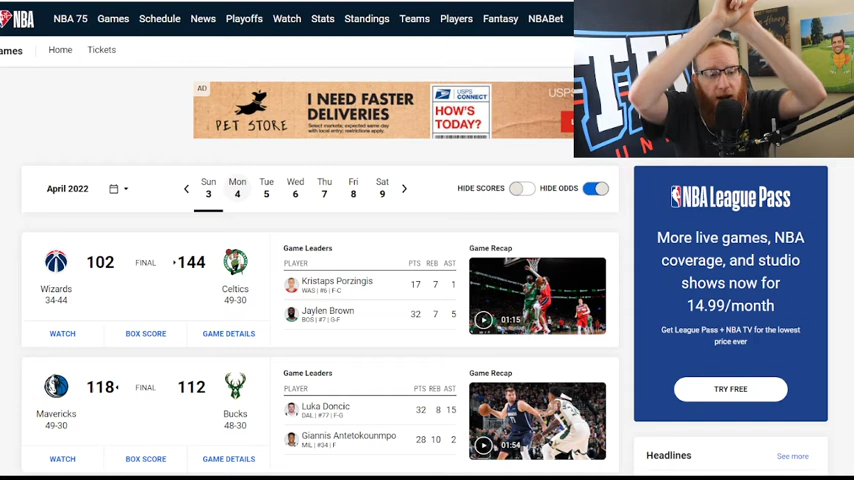 NBA
NBA 75 Games Schedule News Playoffs Watch Stats Standings Teams Players Fantasy NBABet
ames Home Tickets
AD
PET STORE
I NEED FASTER
DELIVERIES
USPS
CONNECT
HOW'S
TODAY?
USPS
April 2022
Sun Mon Tue Wed Thu Fri Sat
3 4 5 6 7 8 9
HIDE SCORES HIDE ODDS
Wizards
34-44
102 FINAL 144
Celtics
49-30
WATCH BOX SCORE GAME DETAILS
Game Leaders
PLAYER PTS REB AST
Kristaps Porzingis 17 7 1
WAS | #6 | F-C
Jaylen Brown 32 7 5
BOS | #7 | G-F
Game Recap
01:15
Mavericks
49-30
118 FINAL 112
Bucks
48-30
WATCH BOX SCORE GAME DETAILS
Game Leaders
PLAYER PTS REB AST
Luka Doncic 32 8 15
DAL | #77 | F-G
Giannis Antetokounmpo 28 10 2
MIL | #34 | F
Game Recap
01:54
NBA League Pass
More live games, NBA
coverage, and studio
shows now for
14.99/month
Get League Pass + NBA TV for the lowest
price ever
TRY FREE
Headlines See more